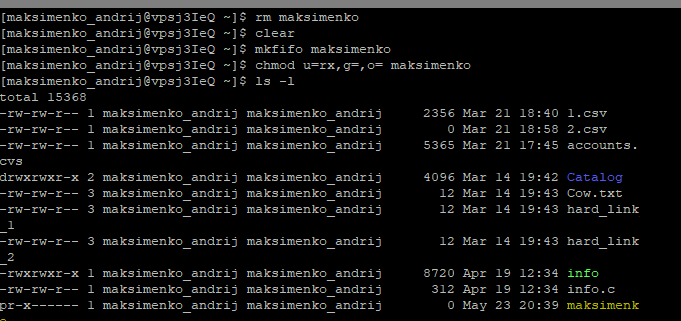 [maksimenko_andrij@vpsj3IeQ ~]$ rm maksimenko
[maksimenko_andrij@vpsj3IeQ ~]$ clear
[maksimenko_andrij@vpsj3IeQ ~]$ mkfifo maksimenko
[maksimenko_andrij@vpsj3IeQ ~]$ chmod u=rx,g=,o= maksimenko
[maksimenko_andrij@vpsj3IeQ ~]$ ls -l
total 15368
-rw-rw-r-- 1 maksimenko_andrij maksimenko_andrij     2356 Mar 21 18:40 1.csv
-rw-rw-r-- 1 maksimenko_andrij maksimenko_andrij        0 Mar 21 18:58 2.csv
-rw-rw-r-- 1 maksimenko_andrij maksimenko_andrij     5365 Mar 21 17:45 accounts.
cvs
drwxrwxr-x 2 maksimenko_andrij maksimenko_andrij     4096 Mar 14 19:42 Catalog
-rw-rw-r-- 3 maksimenko_andrij maksimenko_andrij       12 Mar 14 19:43 Cow.txt
-rw-rw-r-- 3 maksimenko_andrij maksimenko_andrij       12 Mar 14 19:43 hard_link
_1
-rw-rw-r-- 3 maksimenko_andrij maksimenko_andrij       12 Mar 14 19:43 hard_link
_2
-rwxrwxr-x 1 maksimenko_andrij maksimenko_andrij     8720 Apr 19 12:34 info
-rw-rw-r-- 1 maksimenko_andrij maksimenko_andrij      312 Apr 19 12:34 info.c
pr-x------ 1 maksimenko_andrij maksimenko_andrij        0 May 23 20:39 maksimenk